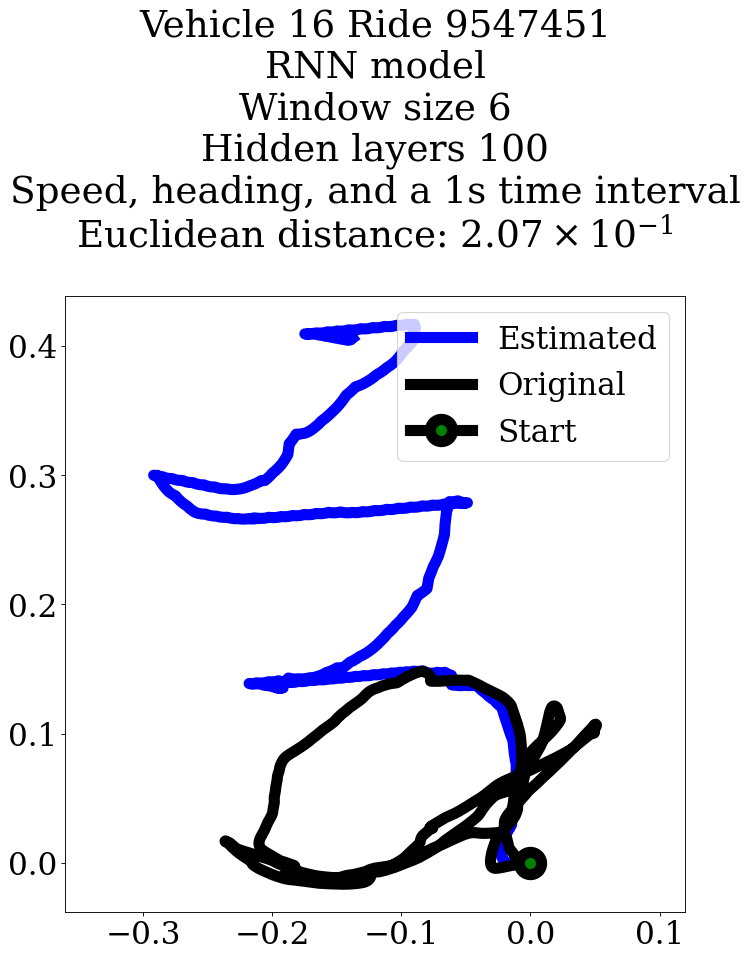 Vehicle 16 Ride 9547451
RNN model
Window size 6
Hidden layers 100
Speed, heading, and a 1s time interval
Euclidean distance: 2.07 × 10⁻¹
Estimated
Original
Start
0.4
0.3
0.2
0.1
0.0
−0.3 −0.2 −0.1 0.0 0.1